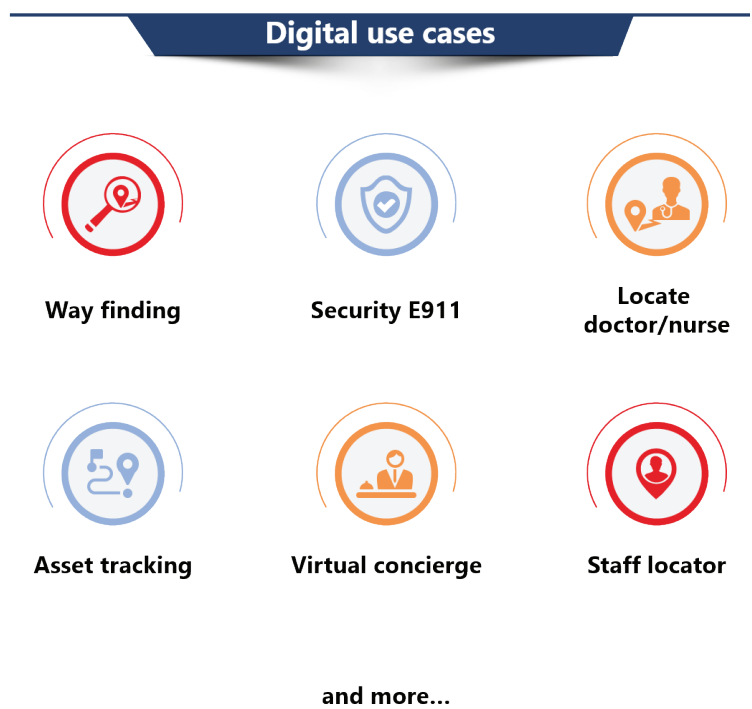 Digital use cases
Way finding
Security E911
Locate
doctor/nurse
Asset tracking
Virtual concierge
Staff locator
and more...